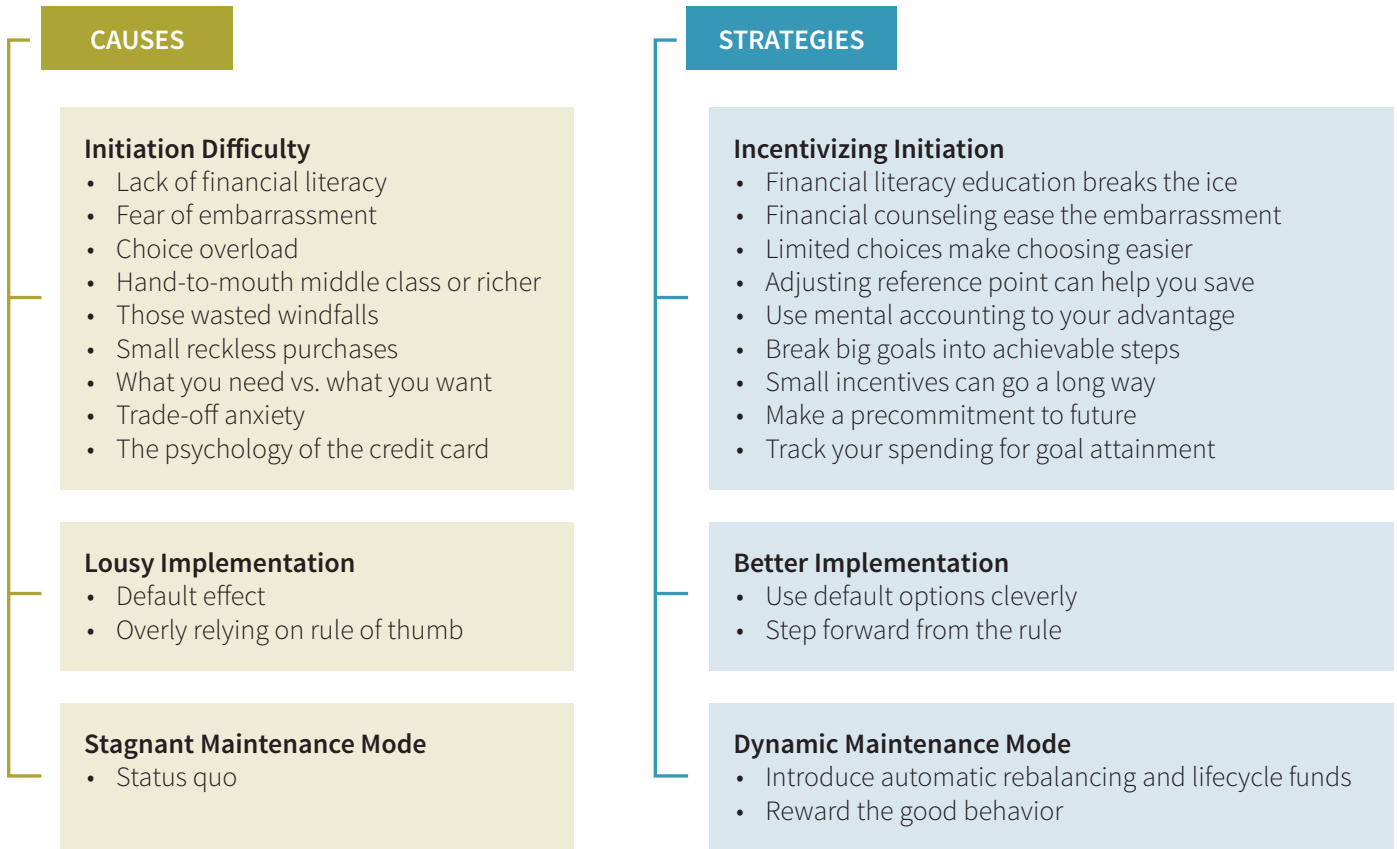 CAUSES
Initiation Difficulty
• Lack of financial literacy
• Fear of embarrassment
• Choice overload
• Hand-to-mouth middle class or richer
• Those wasted windfalls
• Small reckless purchases
• What you need vs. what you want
• Trade-off anxiety
• The psychology of the credit card
Lousy Implementation
• Default effect
• Overly relying on rule of thumb
Stagnant Maintenance Mode
• Status quo
STRATEGIES
Incentivizing Initiation
• Financial literacy education breaks the ice
• Financial counseling ease the embarrassment
• Limited choices make choosing easier
• Adjusting reference point can help you save
• Use mental accounting to your advantage
• Break big goals into achievable steps
• Small incentives can go a long way
• Make a precommitment to future
• Track your spending for goal attainment
Better Implementation
• Use default options cleverly
• Step forward from the rule
Dynamic Maintenance Mode
• Introduce automatic rebalancing and lifecycle funds
• Reward the good behavior